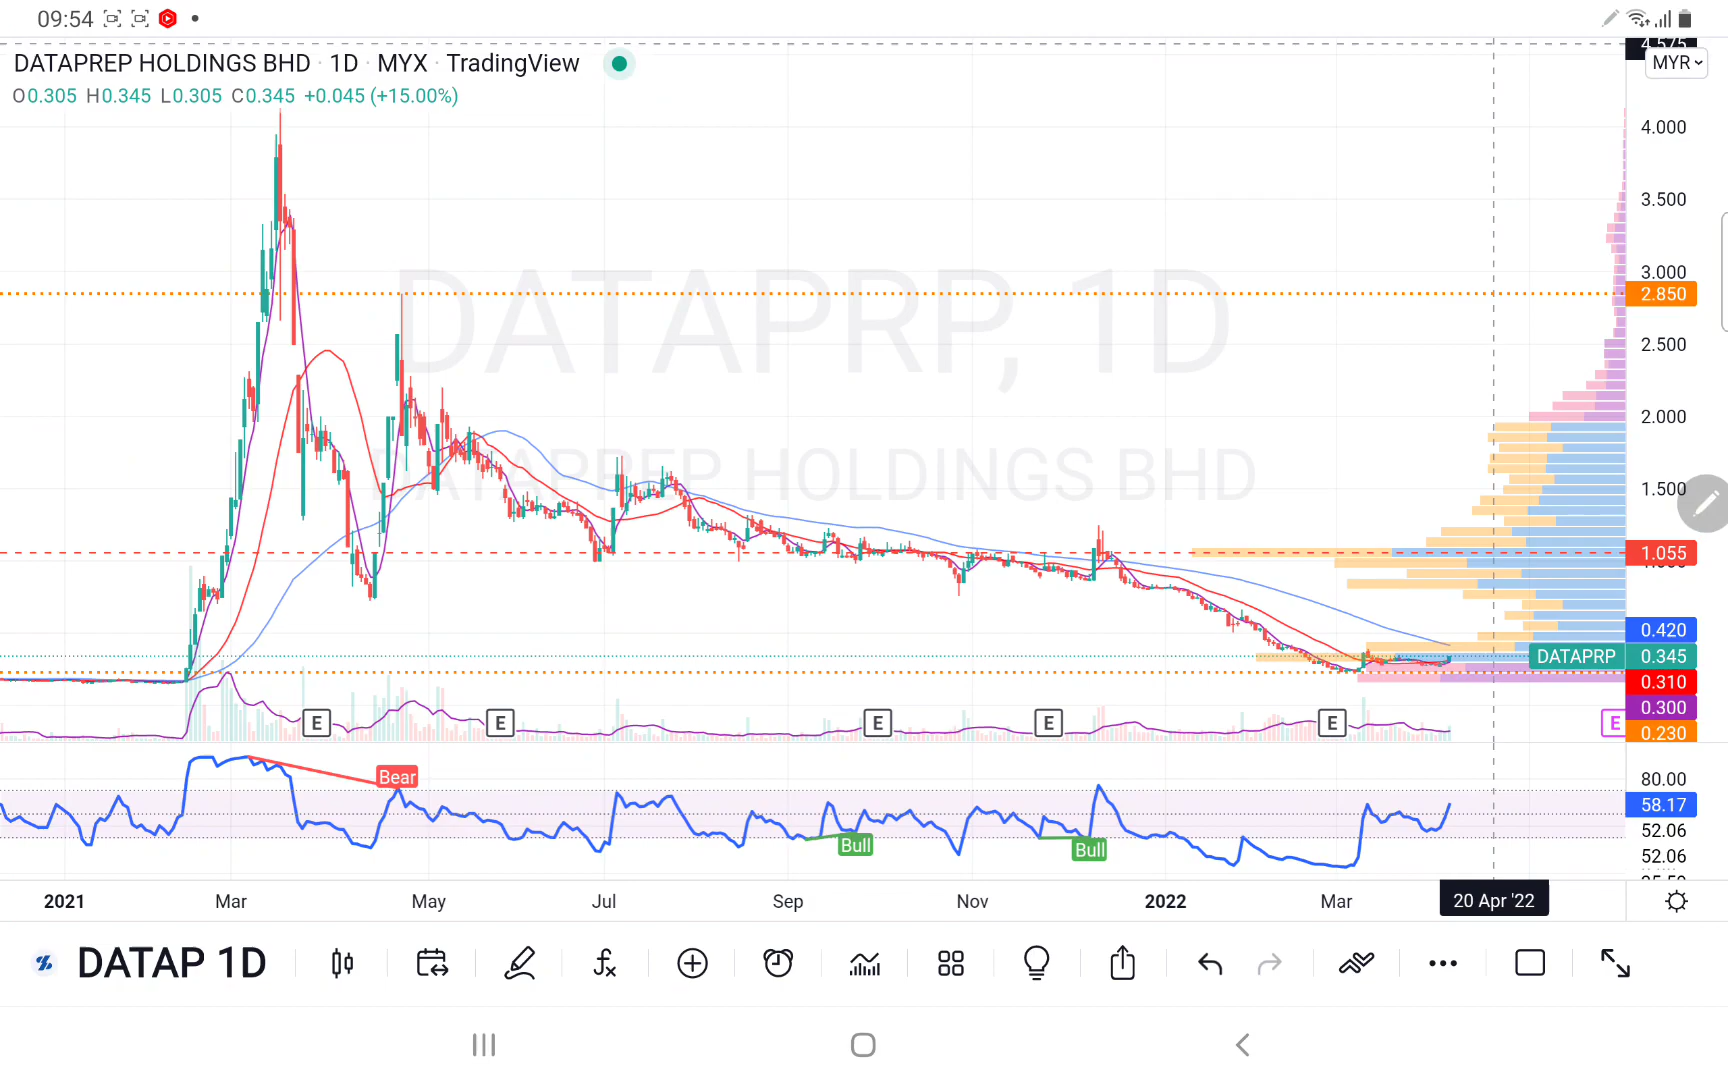 09:54
4.575
DATAPREP HOLDINGS BHD · 1D · MYX · TradingView
MYR
O0.305 H0.345 L0.305 C0.345 +0.045 (+15.00%)
4.000
3.500
3.000
2.850
2.500
2.000
1.500
1.055
0.420
DATAPRP 0.345
0.310
0.300
0.230
DATAPRP, 1D
DATAPREP HOLDINGS BHD
E E E E E E
80.00
Bear
58.17
52.06
Bull
Bull
52.06
2021 Mar May Jul Sep Nov 2022 Mar 20 Apr '22
DATAP 1D